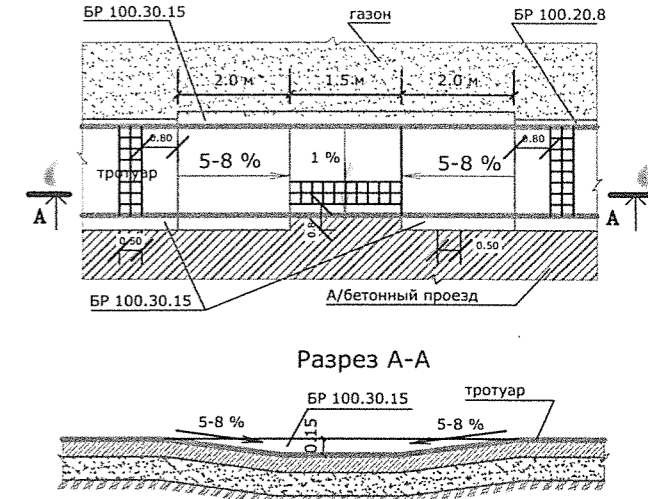 БР 100.30.15
газон
БР 100.20.8
2.0 м
1.5 м
2.0 м
0.80
0.80
5-8 %
1 %
5-8 %
тротуар
А
А
0.50
0.8
0.50
БР 100.30.15
А/бетонный проезд
Разрез А-А
БР 100.30.15
тротуар
5-8 %
0.15
5-8 %